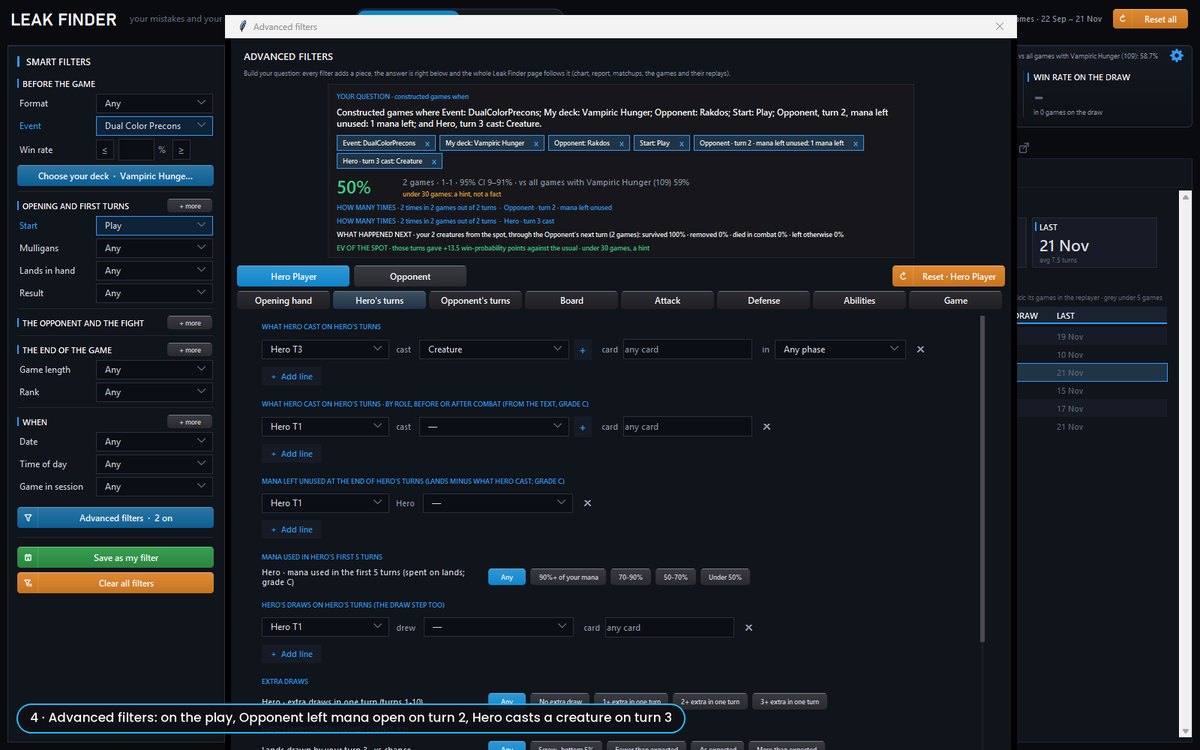 LEAK FINDER
your mistakes and your
Advanced filters
mes · 22 Sep – 21 Nov
Reset all
SMART FILTERS
BEFORE THE GAME
Format
Any
Event
Dual Color Precons
Win rate
≤
%
≥
Choose your deck · Vampiric Hunge...
OPENING AND FIRST TURNS
+ more
Start
Play
Mulligans
Any
Lands in hand
Any
Result
Any
THE OPPONENT AND THE FIGHT
+ more
THE END OF THE GAME
+ more
Game length
Any
Rank
Any
WHEN
+ more
Date
Any
Time of day
Any
Game in session
Any
Advanced filters · 2 on
Save as my filter
Clear all filters
ADVANCED FILTERS
Build your question: every filter adds a piece, the answer is right below and the whole Leak Finder page follows it (chart, report, matchups, the games and their replays).
YOUR QUESTION · constructed games when
Constructed games where Event: DualColorPrecons; My deck: Vampiric Hunger; Opponent: Rakdos; Start: Play; Opponent, turn 2, mana left
unused: 1 mana left; and Hero, turn 3 cast: Creature.
Event: DualColorPrecons x
My deck: Vampiric Hunger x
Opponent: Rakdos x
Start: Play x
Opponent · turn 2 · mana left unused: 1 mana left x
Hero · turn 3 cast: Creature x
50%
2 games · 1-1 · 95% CI 9–91% · vs all games with Vampiric Hunger (109) 59%
under 30 games: a hint, not a fact
HOW MANY TIMES · 2 times in 2 games out of 2 turns · Opponent · turn 2 · mana left unused
HOW MANY TIMES · 2 times in 2 games out of 2 turns · Hero · turn 3 cast
WHAT HAPPENED NEXT · your 2 creatures from the spot, through the Opponent's next turn (2 games): survived 100% · removed 0% · died in combat 0% · left otherwise 0%
EV OF THE SPOT · those turns gave +13.5 win-probability points against the usual · under 30 games, a hint
Hero Player
Opponent
Reset · Hero Player
Opening hand
Hero's turns
Opponent's turns
Board
Attack
Defense
Abilities
Game
WHAT HERO CAST ON HERO'S TURNS
Hero T3
cast
Creature
+
card
any card
in
Any phase
✕
+ Add line
WHAT HERO CAST ON HERO'S TURNS · BY ROLE, BEFORE OR AFTER COMBAT (FROM THE TEXT, GRADE C)
Hero T1
cast
—
+
card
any card
✕
+ Add line
MANA LEFT UNUSED AT THE END OF HERO'S TURNS (LANDS MINUS WHAT HERO CAST; GRADE C)
Hero T1
Hero
—
✕
+ Add line
MANA USED IN HERO'S FIRST 5 TURNS
Hero · mana used in the first 5 turns (spent on lands;
grade C)
Any
90%+ of your mana
70-90%
50-70%
Under 50%
HERO'S DRAWS ON HERO'S TURNS (THE DRAW STEP TOO)
Hero T1
drew
—
card
any card
✕
+ Add line
EXTRA DRAWS
Hero · extra draws in one turn (turns 1-10)
Any
No extra draw
1+ extra in one turn
2+ extra in one turn
3+ extra in one turn
4 · Advanced filters: on the play, Opponent left mana open on turn 2, Hero casts a creature on turn 3
Any
As expected
More than expected
vs all games with Vampiric Hunger (109): 58.7%
WIN RATE ON THE DRAW
–
in 0 games on the draw
LAST
21 Nov
avg 7.5 turns
its games in the replayer · grey under 5 games
DRAW
LAST
19 Nov
10 Nov
21 Nov
15 Nov
17 Nov
21 Nov